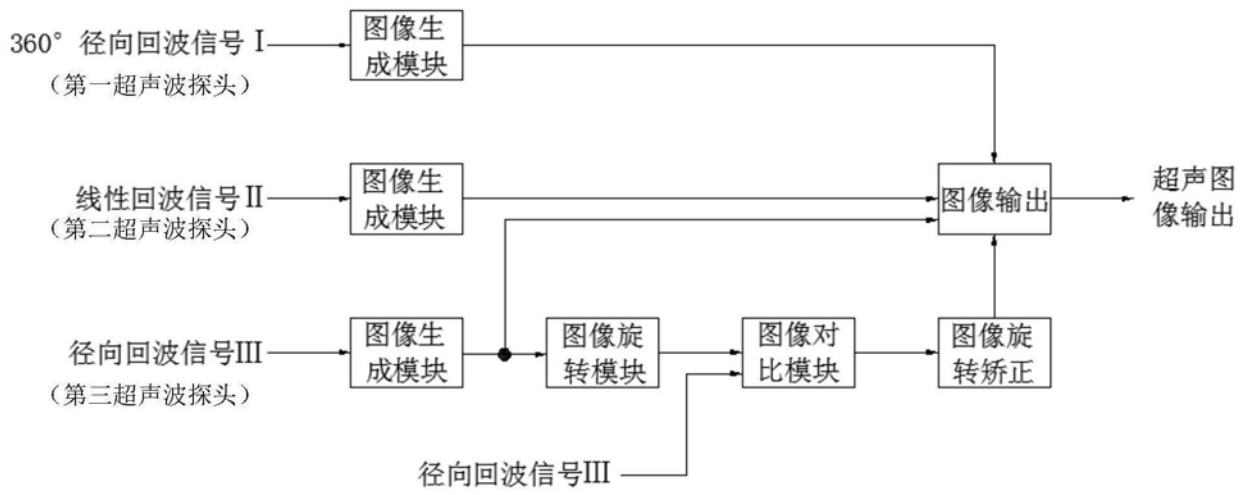 360° 径向回波信号Ⅰ
（第一超声波探头）
图像生
成模块
线性回波信号Ⅱ
（第二超声波探头）
图像生
成模块
图像输出
超声图
像输出
径向回波信号Ⅲ
（第三超声波探头）
图像生
成模块
图像旋
转模块
图像对
比模块
图像旋
转矫正
径向回波信号Ⅲ